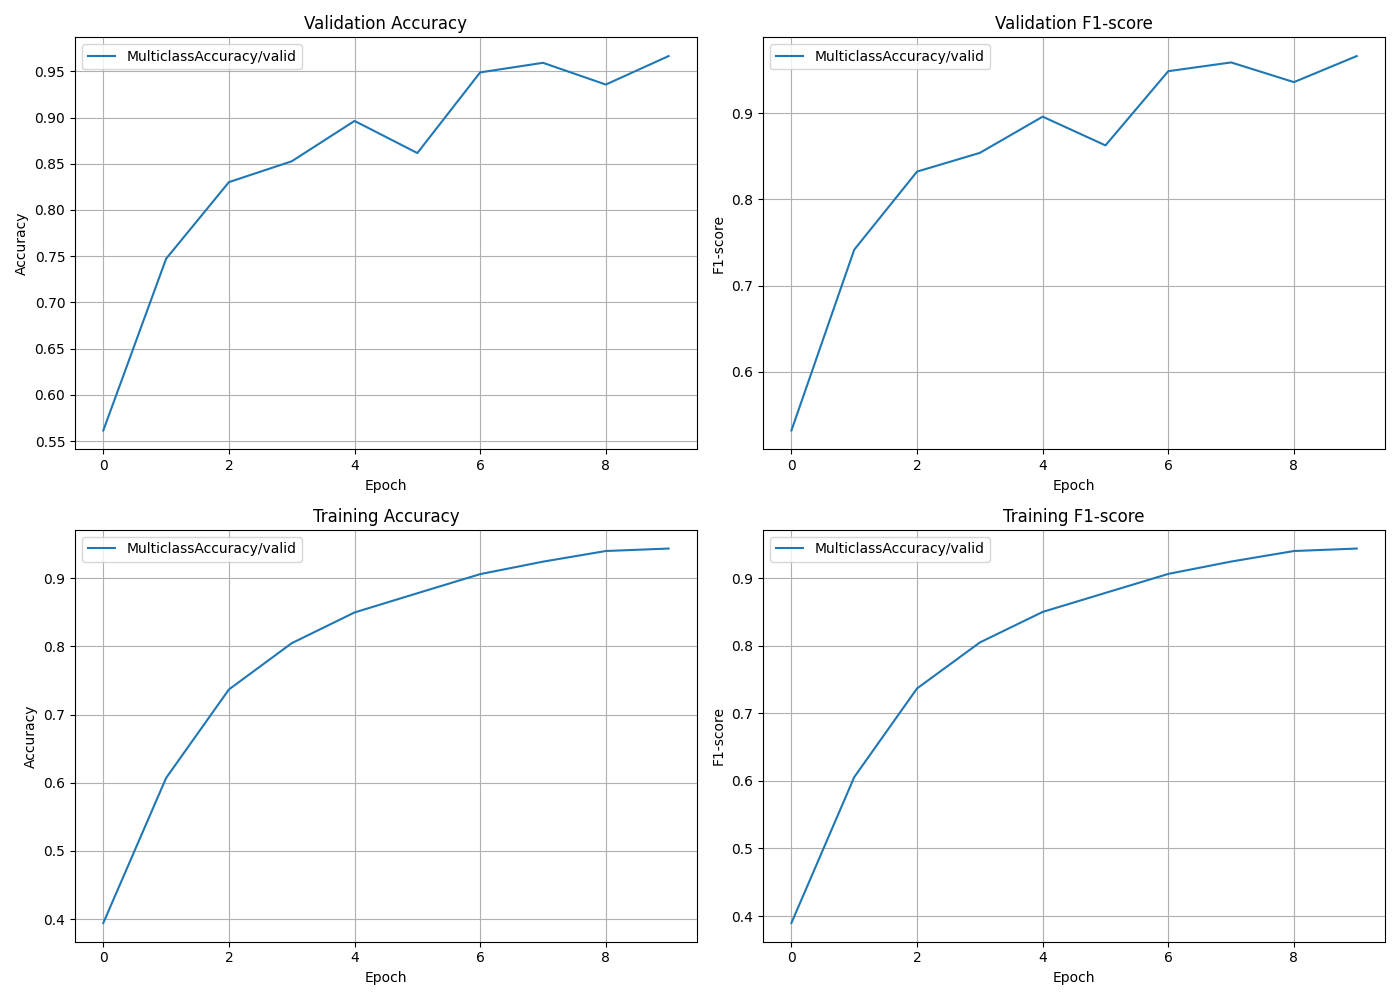 Validation Accuracy
MulticlassAccuracy/valid
0.95
0.90
0.85
0.80
0.75
0.70
0.65
0.60
0.55
Accuracy
0 2 4 6 8
Epoch
Validation F1-score
MulticlassAccuracy/valid
0.9
0.8
0.7
0.6
F1-score
0 2 4 6 8
Epoch
Training Accuracy
MulticlassAccuracy/valid
0.9
0.8
0.7
0.6
0.5
0.4
Accuracy
0 2 4 6 8
Epoch
Training F1-score
MulticlassAccuracy/valid
0.9
0.8
0.7
0.6
0.5
0.4
F1-score
0 2 4 6 8
Epoch